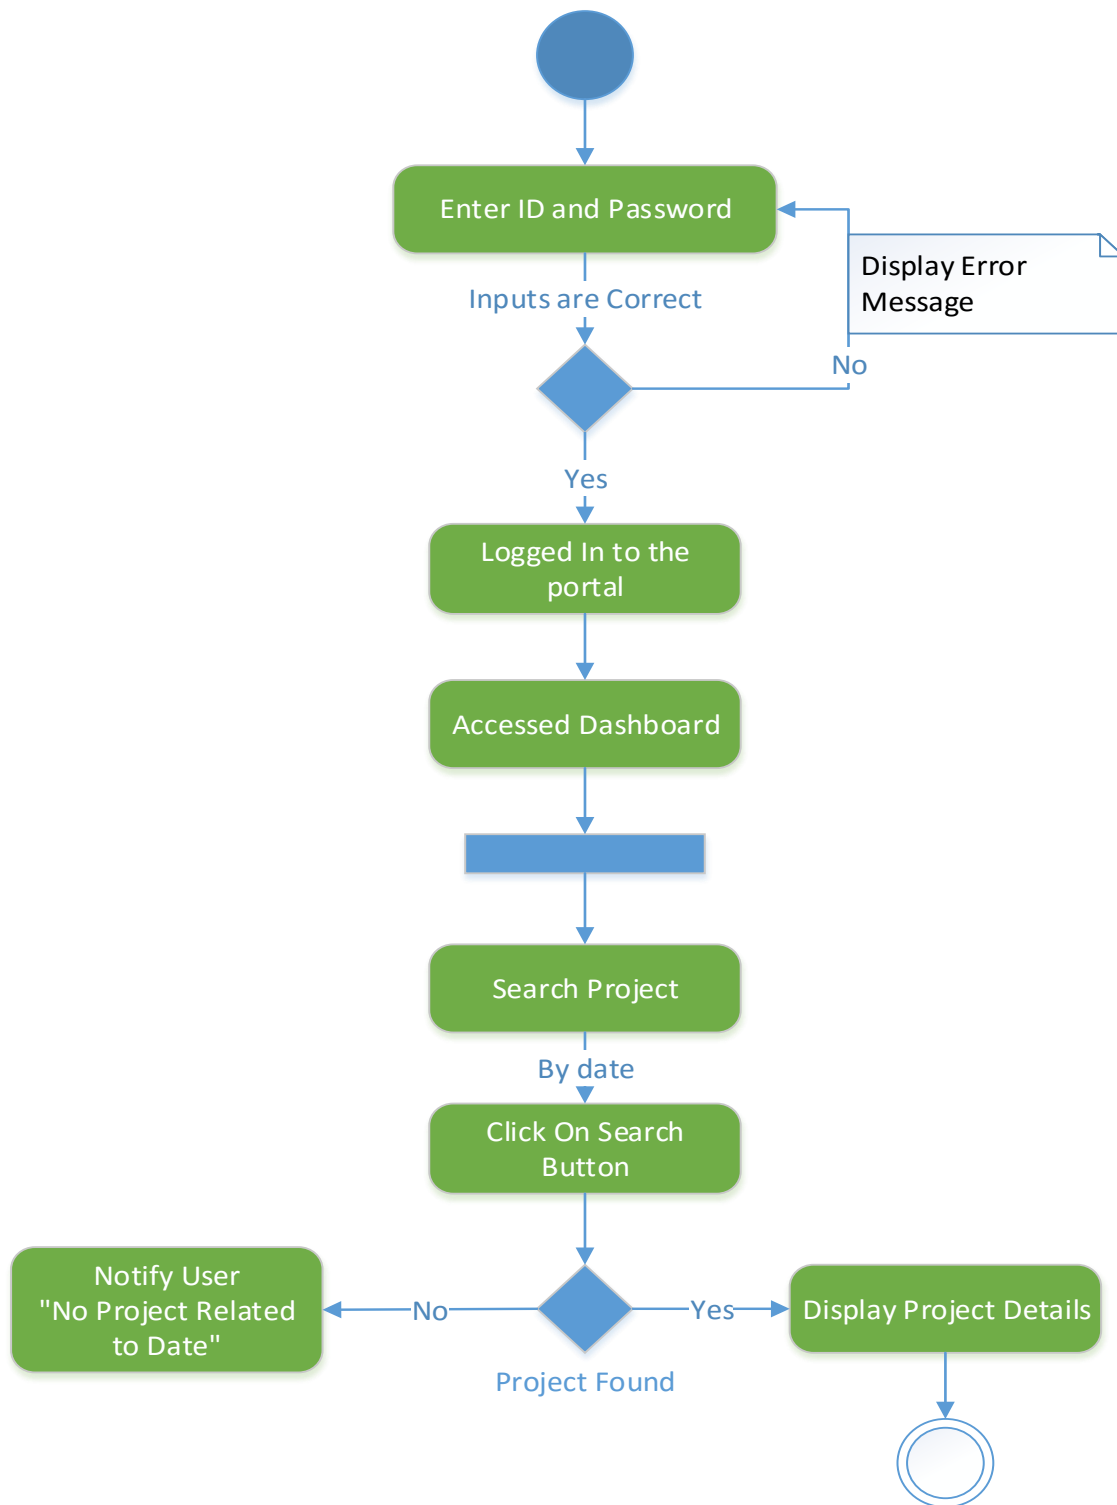 Enter ID and Password
Display Error
Message
Inputs are Correct
No
Yes
Logged In to the
portal
Accessed Dashboard
Search Project
By date
Click On Search
Button
Notify User
"No Project Related
to Date"
No
Yes
Display Project Details
Project Found